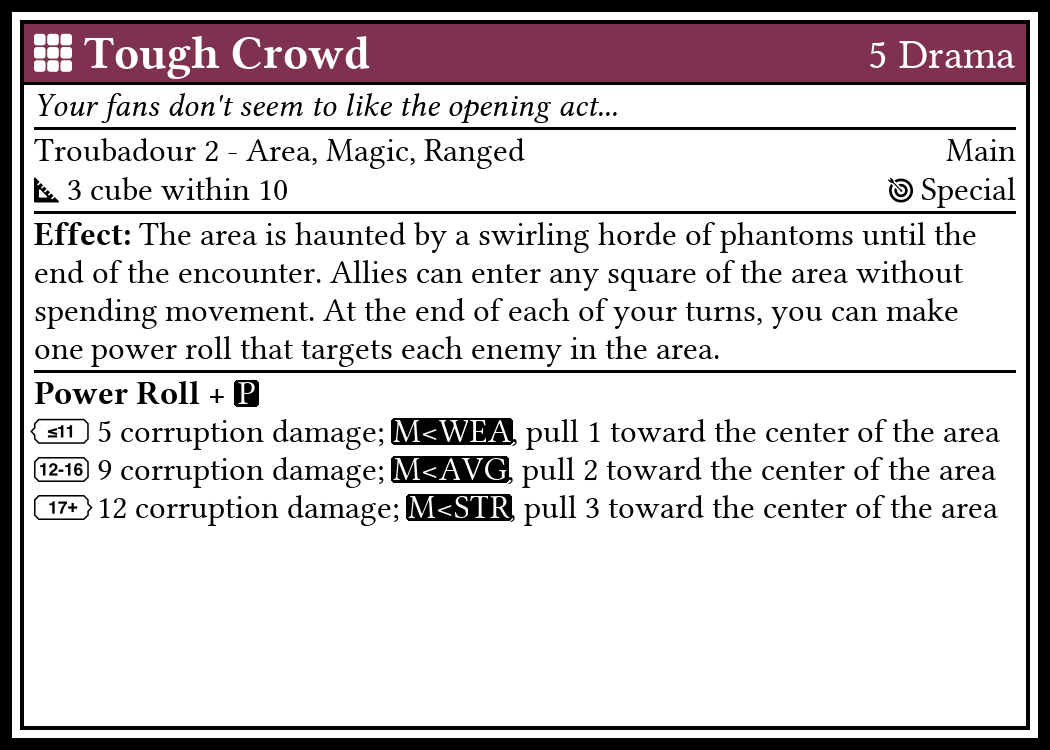 Tough Crowd 5 Drama
Your fans don't seem to like the opening act...
Troubadour 2 - Area, Magic, Ranged Main
3 cube within 10 Special
Effect: The area is haunted by a swirling horde of phantoms until the
end of the encounter. Allies can enter any square of the area without
spending movement. At the end of each of your turns, you can make
one power roll that targets each enemy in the area.
Power Roll + P
≤11 5 corruption damage; M<WEA, pull 1 toward the center of the area
12-16 9 corruption damage; M<AVG, pull 2 toward the center of the area
17+ 12 corruption damage; M<STR, pull 3 toward the center of the area